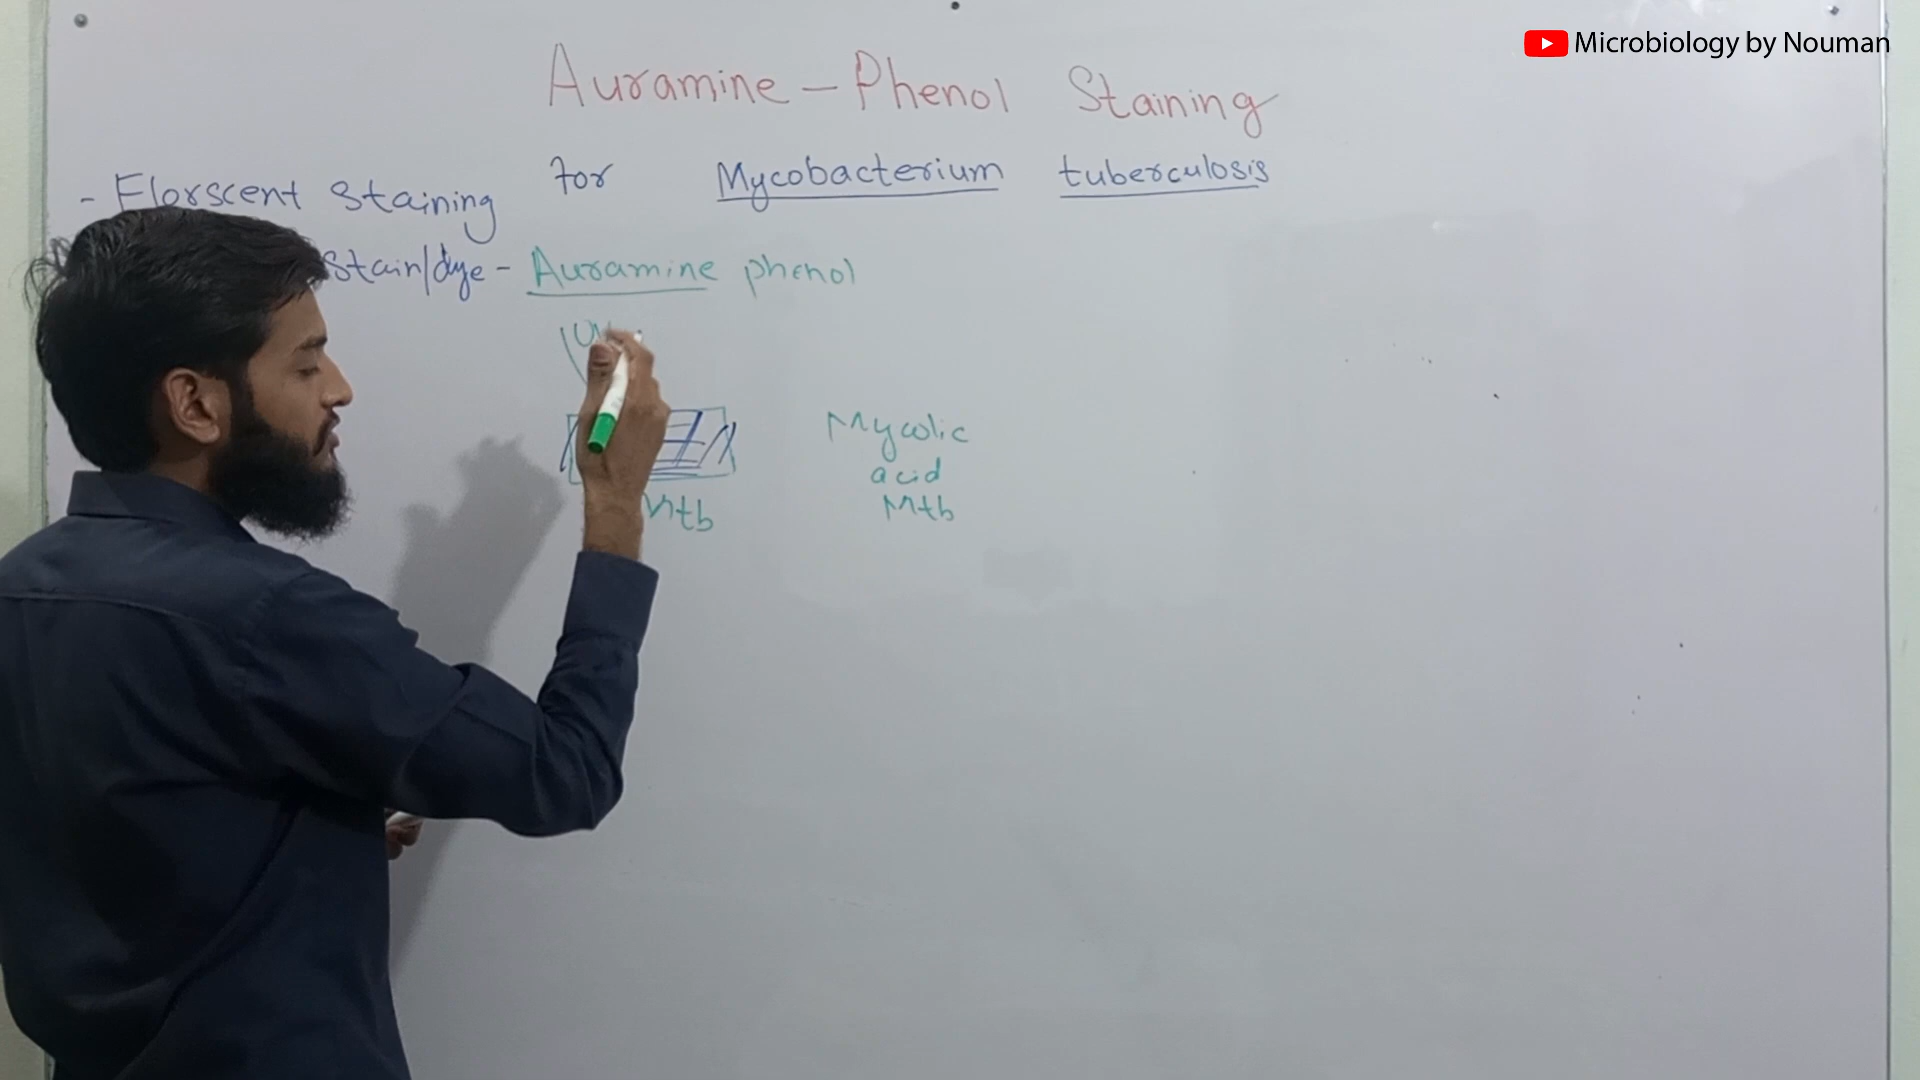 Microbiology by Nouman
Auramine - Phenol Staining
for Mycobacterium tuberculosis
- Florscent Staining
Stain/dye - Auramine phenol
UV
Mycolic
acid
Mtb
Mtb